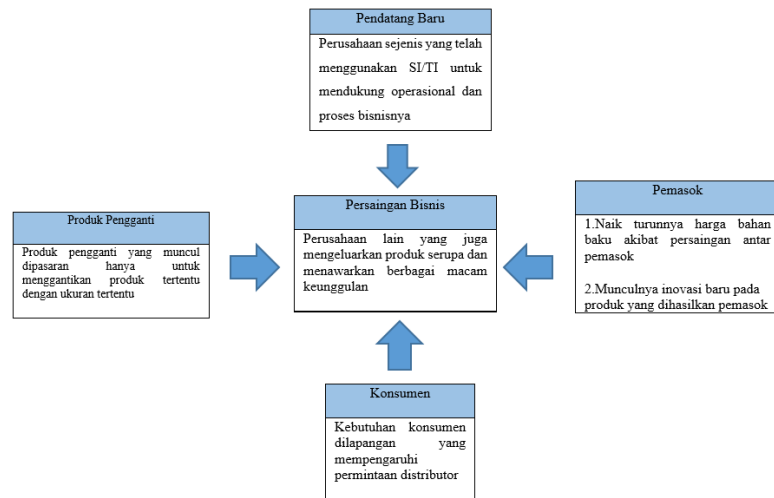 Pendatang Baru
Perusahaan sejenis yang telah
menggunakan SI/TI untuk
mendukung operasional dan
proses bisnisnya
Produk Pengganti
Produk pengganti yang muncul
dipasaran hanya untuk
menggantikan produk tertentu
dengan ukuran tertentu
Persaingan Bisnis
Perusahaan lain yang juga
mengeluarkan produk serupa dan
menawarkan berbagai macam
keunggulan
Pemasok
1.Naik turunnya harga bahan
baku akibat persaingan antar
pemasok
2.Munculnya inovasi baru pada
produk yang dihasilkan pemasok
Konsumen
Kebutuhan konsumen
dilapangan yang
mempengaruhi
permintaan distributor